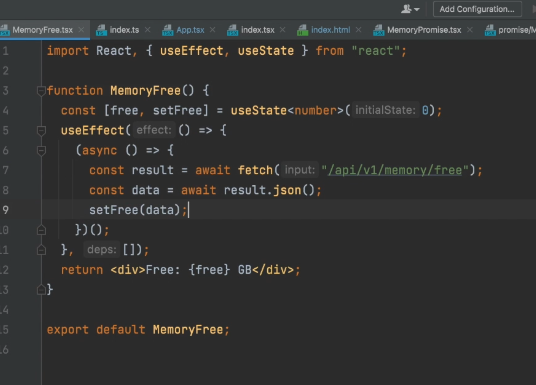 Add Configuration...
MemoryFree.tsx index.ts App.tsx index.tsx index.html MemoryPromise.tsx promise/M
1 import React, { useEffect, useState } from "react";
2
3 function MemoryFree() {
4 const [free, setFree] = useState<number>( initialState: 0);
5 useEffect( effect: () => {
6 (async () => {
7 const result = await fetch( input: "/api/v1/memory/free");
8 const data = await result.json();
9 setFree(data);
10 })();
11 }, deps: []);
12 return <div>Free: {free} GB</div>;
13 }
14
15 export default MemoryFree;
16